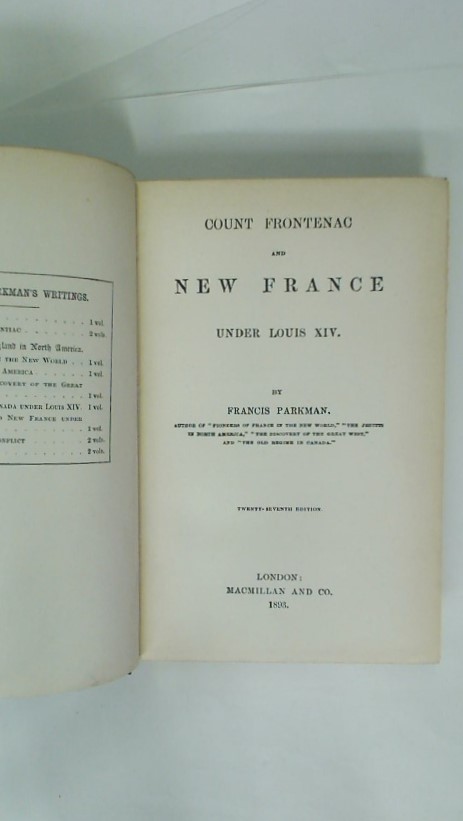 RKMAN'S WRITINGS.
1 vol.
NTIAC . . . . . . . 2 vols.
gland in North America.
THE NEW WORLD . . 1 vol.
AMERICA . . . . . 1 vol.
SCOVERY OF THE GREAT
. . . . . . . . . 1 vol.
NADA UNDER LOUIS XIV. 1 vol.
D NEW FRANCE UNDER
. . . . . . . . . 1 vol.
NFLICT . . . . . . 2 vols.
. . . . . . . . . 2 vols.
COUNT FRONTENAC
AND
NEW FRANCE
UNDER LOUIS XIV.
BY
FRANCIS PARKMAN.
AUTHOR OF "PIONEERS OF FRANCE IN THE NEW WORLD," "THE JESUITS
IN NORTH AMERICA," "THE DISCOVERY OF THE GREAT WEST,"
AND "THE OLD REGIME IN CANADA."
TWENTY-SEVENTH EDITION.
LONDON:
MACMILLAN AND CO.
1893.